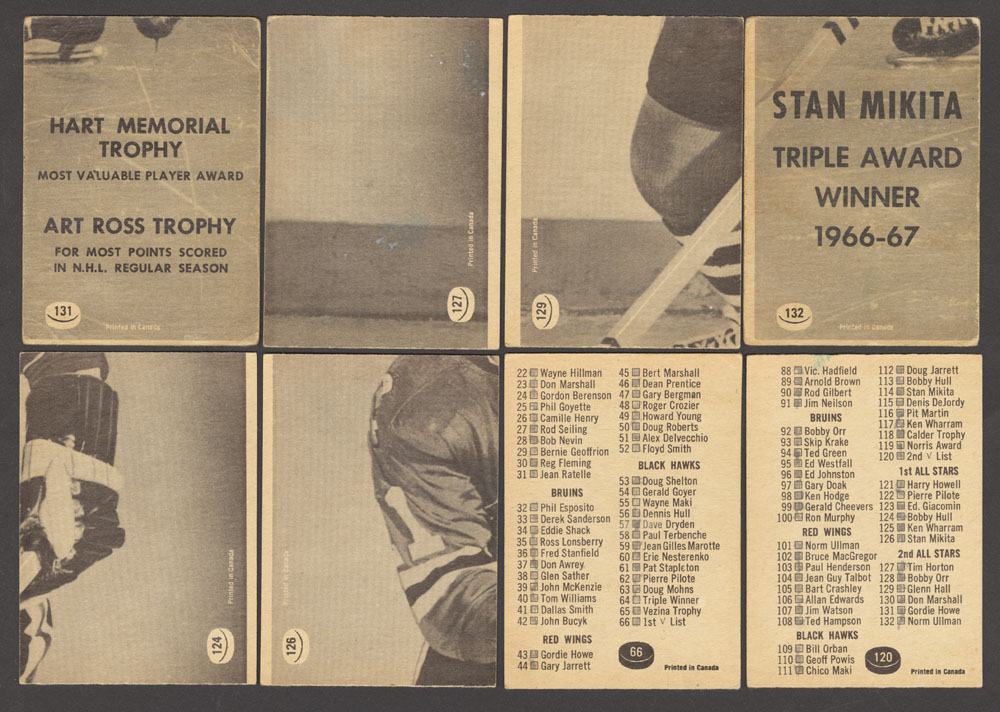 HART MEMORIAL
TROPHY
MOST VALUABLE PLAYER AWARD
ART ROSS TROPHY
FOR MOST POINTS SCORED
IN N.H.L. REGULAR SEASON
131
Printed in Canada
127
Printed in Canada
129
Printed in Canada
STAN MIKITA
TRIPLE AWARD
WINNER
1966-67
132
Printed in Canada
124
Printed in Canada
126
Printed in Canada
22 Wayne Hillman
23 Don Marshall
24 Gordon Berenson
25 Phil Goyette
26 Camille Henry
27 Rod Seiling
28 Bob Nevin
29 Bernie Geoffrion
30 Reg Fleming
31 Jean Ratelle
BRUINS
32 Phil Esposito
33 Derek Sanderson
34 Eddie Shack
35 Ross Lonsberry
36 Fred Stanfield
37 Don Awrey
38 Glen Sather
39 John McKenzie
40 Tom Williams
41 Dallas Smith
42 John Bucyk
RED WINGS
43 Gordie Howe
44 Gary Jarrett
45 Bert Marshall
46 Dean Prentice
47 Gary Bergman
48 Roger Crozier
49 Howard Young
50 Doug Roberts
51 Alex Delvecchio
52 Floyd Smith
BLACK HAWKS
53 Doug Shelton
54 Gerald Goyer
55 Wayne Maki
56 Dennis Hull
57 Dave Dryden
58 Paul Terbenche
59 Jean Gilles Marotte
60 Eric Nesterenko
61 Pat Stapleton
62 Pierre Pilote
63 Doug Mohns
64 Triple Winner
65 Vezina Trophy
66 1st √ List
66
Printed in Canada
88 Vic. Hadfield
89 Arnold Brown
90 Rod Gilbert
91 Jim Neilson
BRUINS
92 Bobby Orr
93 Skip Krake
94 Ted Green
95 Ed Westfall
96 Ed Johnston
97 Gary Doak
98 Ken Hodge
99 Gerald Cheevers
100 Ron Murphy
RED WINGS
101 Norm Ullman
102 Bruce MacGregor
103 Paul Henderson
104 Jean Guy Talbot
105 Bart Crashley
106 Allan Edwards
107 Jim Watson
108 Ted Hampson
BLACK HAWKS
109 Bill Orban
110 Geoff Powis
111 Chico Maki
112 Doug Jarrett
113 Bobby Hull
114 Stan Mikita
115 Denis DeJordy
116 Pit Martin
117 Ken Wharram
118 Calder Trophy
119 Norris Award
120 2nd √ List
1st ALL STARS
121 Harry Howell
122 Pierre Pilote
123 Ed. Giacomin
124 Bobby Hull
125 Ken Wharram
126 Stan Mikita
2nd ALL STARS
127 Tim Horton
128 Bobby Orr
129 Glenn Hall
130 Don Marshall
131 Gordie Howe
132 Norm Ullman
120
Printed in Canada